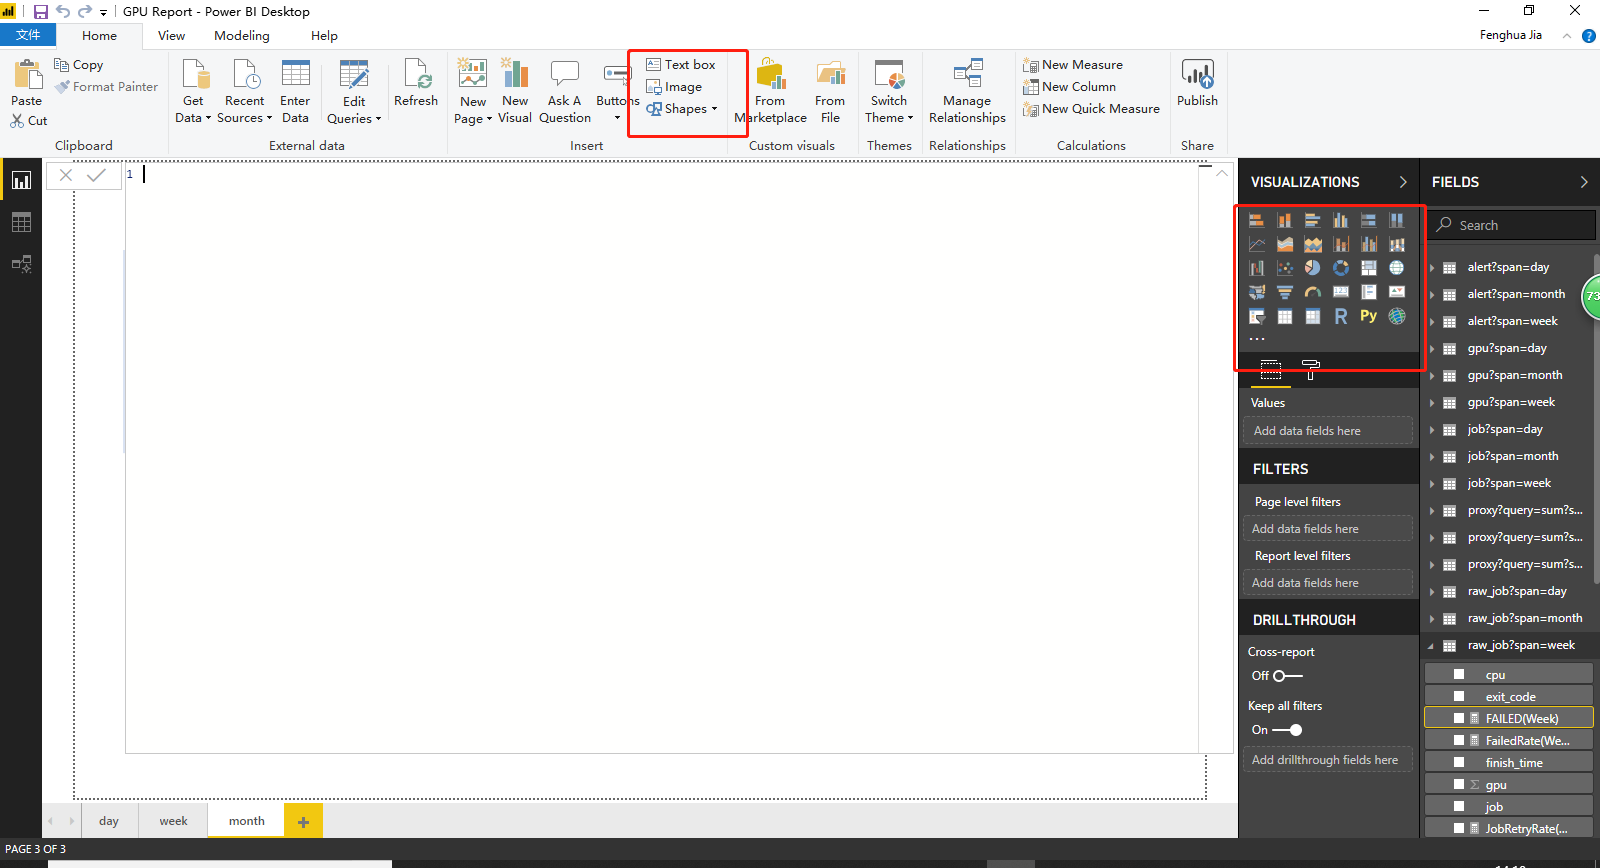 GPU Report - Power BI Desktop
文件
Home
View
Modeling
Help
Fenghua Jia
?
Paste
Copy
Format Painter
Cut
Clipboard
Get Data
Recent Sources
Enter Data
Edit Queries
Refresh
External data
New Page
New Visual
Ask A Question
Buttons
Text box
Image
Shapes
Insert
From Marketplace
From File
Custom visuals
Switch Theme
Themes
Manage Relationships
Relationships
New Measure
New Column
New Quick Measure
Calculations
Publish
Share
1
VISUALIZATIONS
R
Py
...
Values
Add data fields here
FILTERS
Page level filters
Add data fields here
Report level filters
Add data fields here
DRILLTHROUGH
Cross-report
Off
Keep all filters
On
Add drillthrough fields here
FIELDS
Search
alert?span=day
alert?span=month
alert?span=week
gpu?span=day
gpu?span=month
gpu?span=week
job?span=day
job?span=month
job?span=week
proxy?query=sum?s...
proxy?query=sum?s...
proxy?query=sum?s...
raw_job?span=day
raw_job?span=month
raw_job?span=week
cpu
exit_code
FAILED(Week)
FailedRate(We...
finish_time
Σ gpu
job
JobRetryRate(...
73
day
week
month
PAGE 3 OF 3